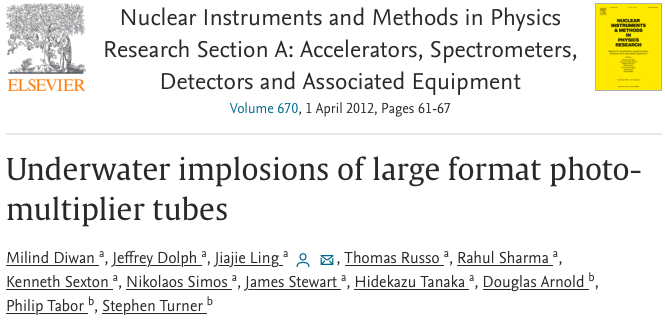 Nuclear Instruments and Methods in Physics
Research Section A: Accelerators, Spectrometers,
Detectors and Associated Equipment
ELSEVIER
NUCLEAR
INSTRUMENTS
& METHODS
IN
PHYSICS
RESEARCH
Volume 670, 1 April 2012, Pages 61-67
Underwater implosions of large format photo-
multiplier tubes
Milind Diwan a, Jeffrey Dolph a, Jiajie Ling a, Thomas Russo a, Rahul Sharma a,
Kenneth Sexton a, Nikolaos Simos a, James Stewart a, Hidekazu Tanaka a, Douglas Arnold b,
Philip Tabor b, Stephen Turner b